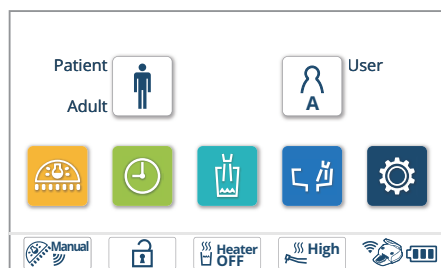 Patient
User
Adult
A
Manual
Heater
OFF
High